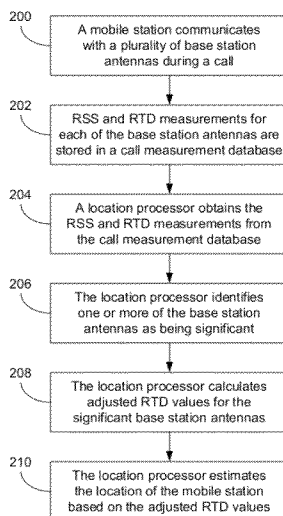 200
A mobile station communicates
with a plurality of base station
antennas during a call
202
RSS and RTD measurements for
each of the base station antennas are
stored in a call measurement database
204
A location processor obtains the
RSS and RTD measurements from
the call measurement database
206
The location processor identifies
one or more of the base station
antennas as being significant
208
The location processor calculates
adjusted RTD values for the
significant base station antennas
210
The location processor estimates
the location of the mobile station
based on the adjusted RTD values